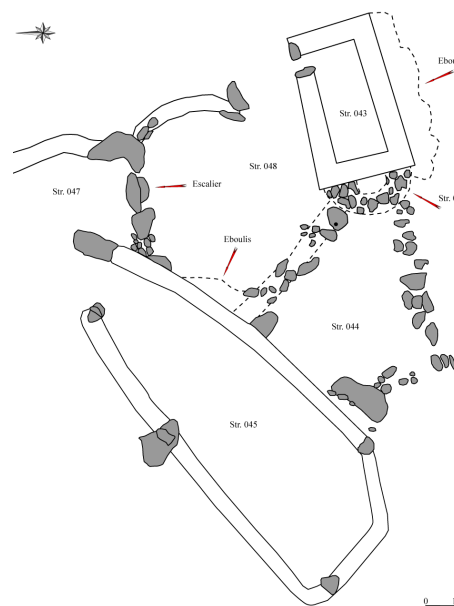 Str. 043
Str. 048
Str. 047
Escalier
Eboulis
Str. 044
Str. 045
0